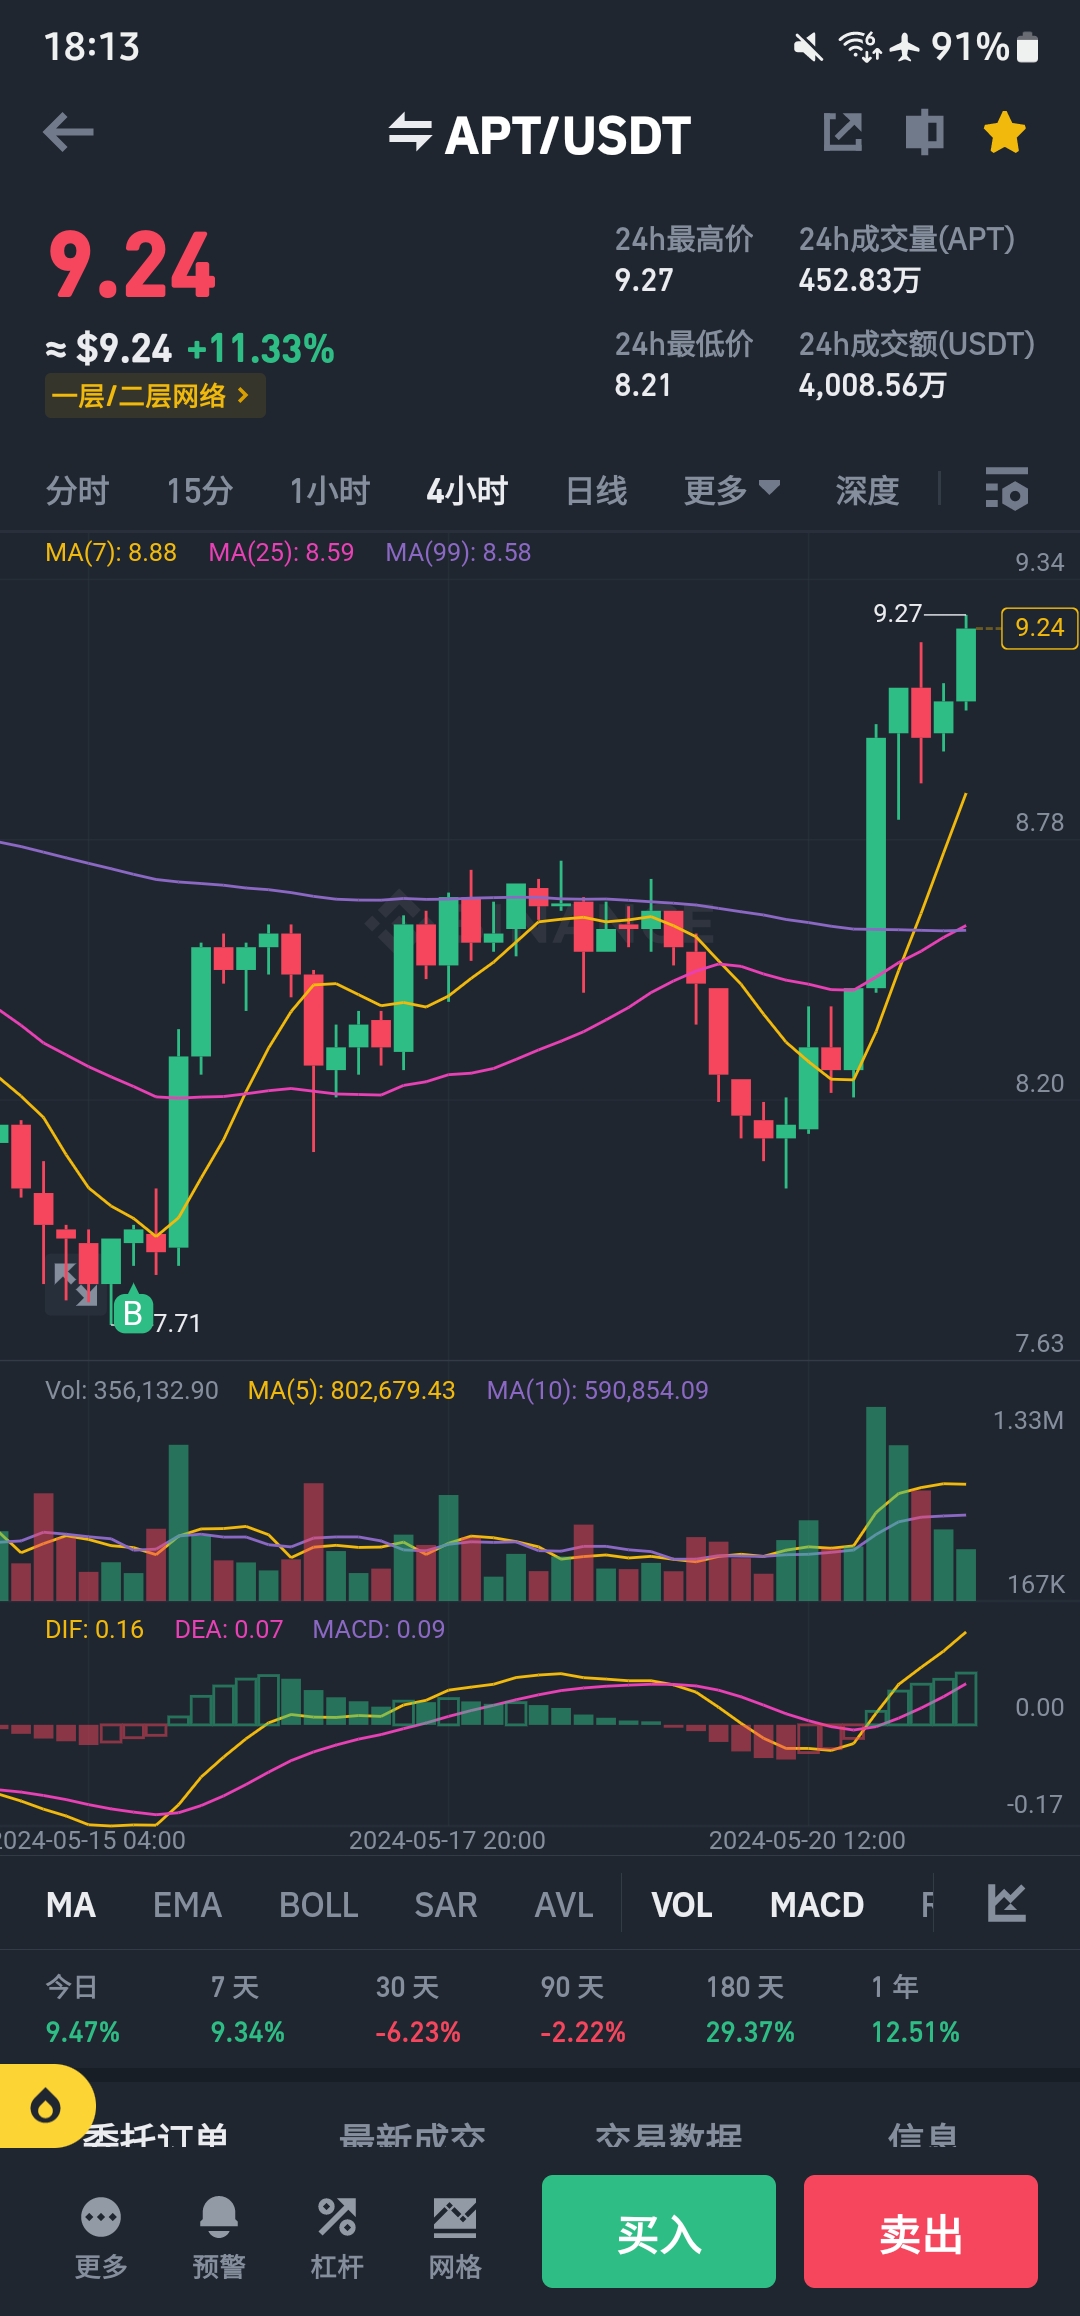 18:13 6 91%
APT/USDT
9.24
≈ $9.24 +11.33%
一层/二层网络
24h最高价 24h成交量(APT)
9.27 452.83万
24h最低价 24h成交额(USDT)
8.21 4,008.56万
分时 15分 1小时 4小时 日线 更多 深度
MA(7): 8.88 MA(25): 8.59 MA(99): 8.58
9.34
9.27
9.24
8.78
BINANCE
8.20
B 7.71
7.63
Vol: 356,132.90 MA(5): 802,679.43 MA(10): 590,854.09
1.33M
167K
DIF: 0.16 DEA: 0.07 MACD: 0.09
0.00
-0.17
2024-05-15 04:00 2024-05-17 20:00 2024-05-20 12:00
MA EMA BOLL SAR AVL VOL MACD
今日 7 天 30 天 90 天 180 天 1 年
9.47% 9.34% -6.23% -2.22% 29.37% 12.51%
委托订单 最新成交 交易数据 信息
更多 预警 杠杆 网格 买入 卖出